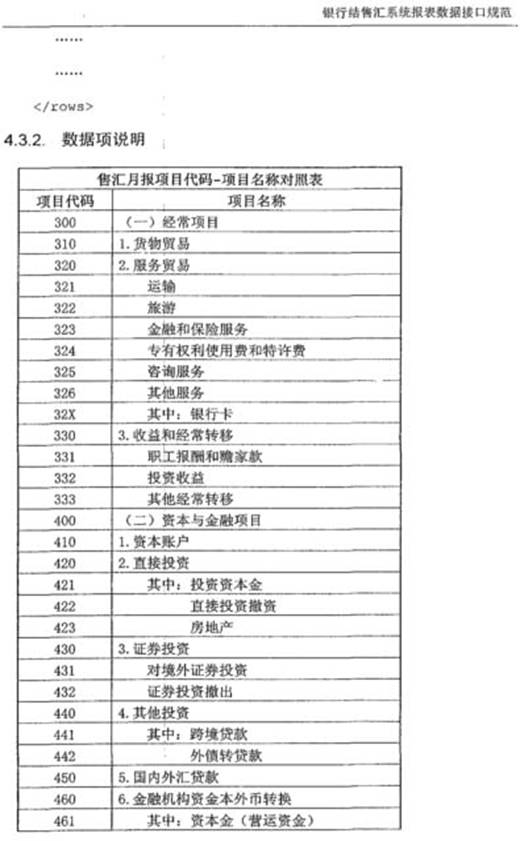 银行结售汇系统报表数据接口规范
……
……
</rows>
4.3.2. 数据项说明
售汇月报项目代码-项目名称对照表
项目代码 项目名称
300 （一）经常项目
310 1.货物贸易
320 2.服务贸易
321 运输
322 旅游
323 金融和保险服务
324 专有权利使用费和特许费
325 咨询服务
326 其他服务
32X 其中：银行卡
330 3.收益和经常转移
331 职工报酬和赡家款
332 投资收益
333 其他经常转移
400 （二）资本与金融项目
410 1.资本账户
420 2.直接投资
421 其中：投资资本金
422 直接投资撤资
423 房地产
430 3.证券投资
431 对境外证券投资
432 证券投资撤出
440 4.其他投资
441 其中：跨境贷款
442 外债转贷款
450 5.国内外汇贷款
460 6.金融机构资金本外币转换
461 其中：资本金（营运资金）